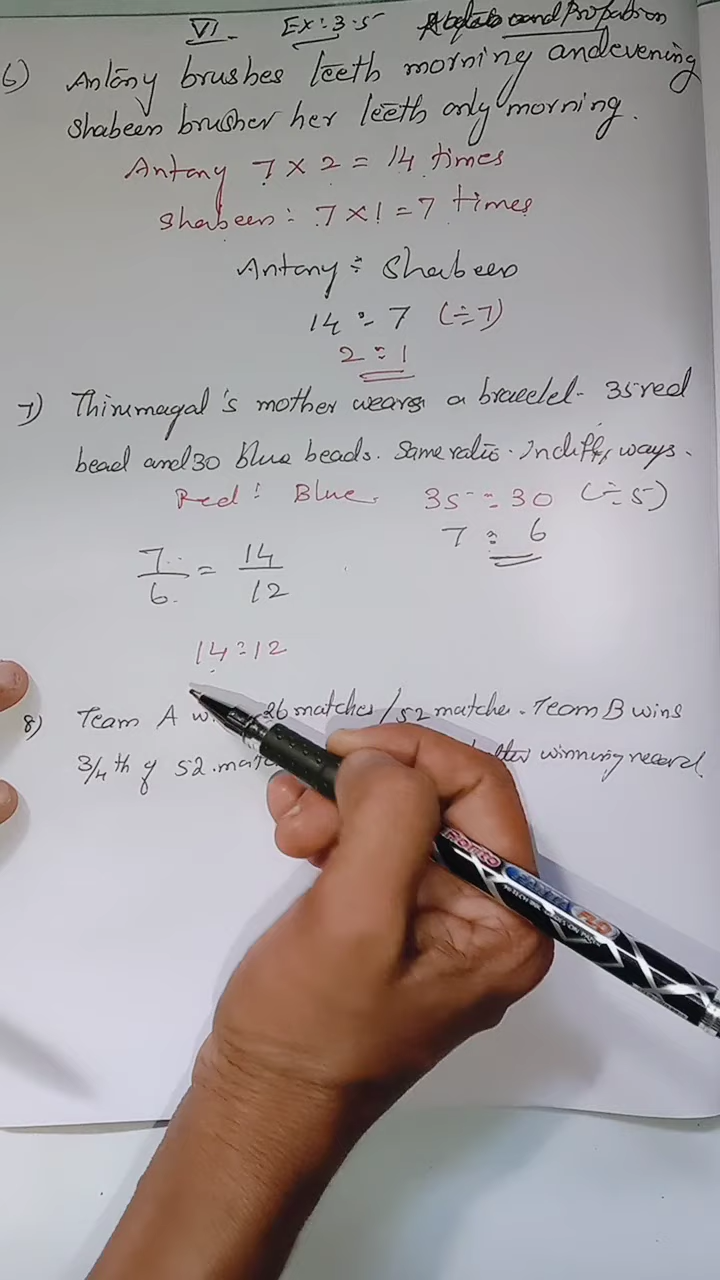 VI. Ex: 3.5 and Propation
6) Antony brushes teeth morning and evening
Shabeen brusher her teeth only morning.
Antony 7 × 2 = 14 times
Shabeen: 7 × 1 = 7 times
Antony : Shabeen
14 : 7 (÷7)
2 : 1
7) Thirumagal's mother wears a bracelet. 35 red
bead and 30 blue beads. Same ratio. In diff, ways.
Red : Blue. 35 : 30 (÷5)
7 : 6
7/6 = 14/12
14 : 12
8) Team A 26 matches / 52 matche. Team B wins
3/4 th of 52. winning record.